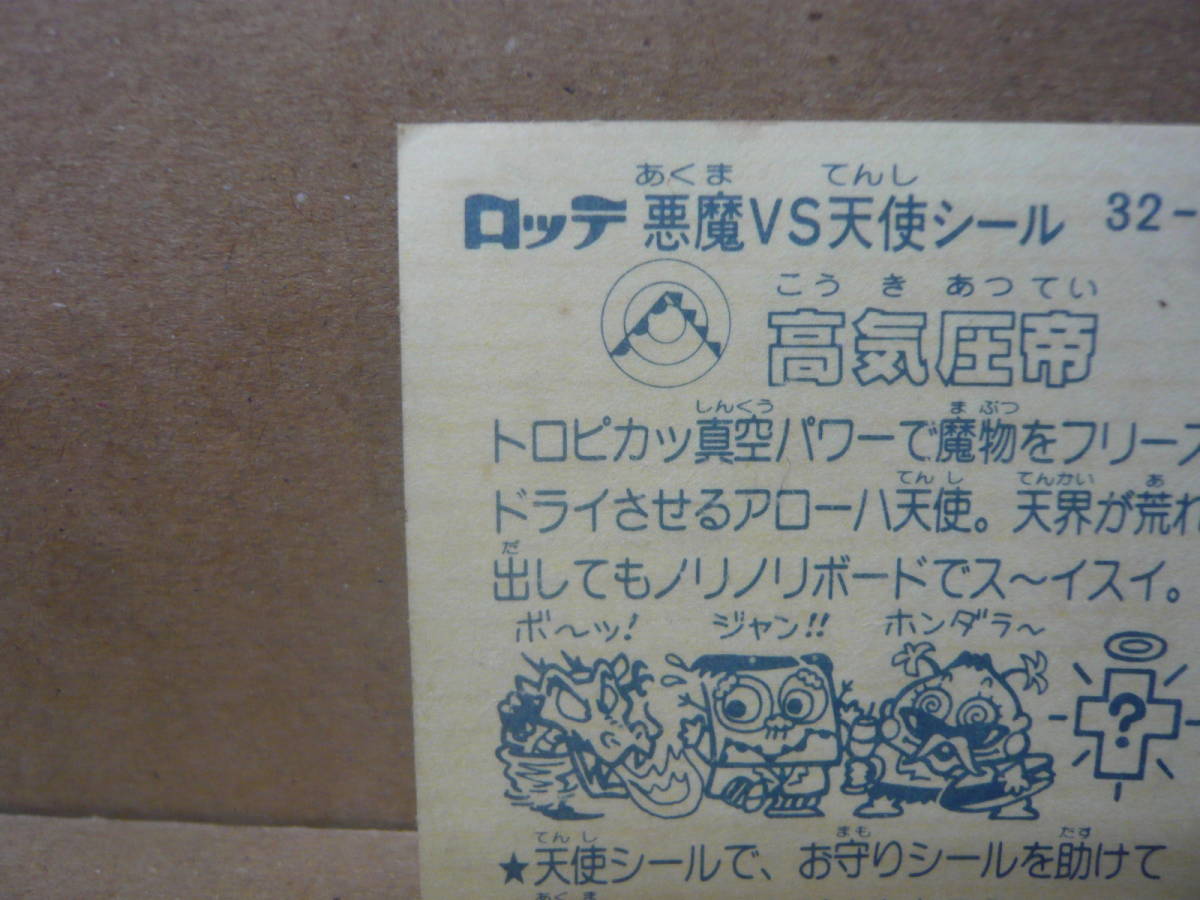 あくま てんし
ロッテ 悪魔VS天使シール 32-
こうきあつてい
高気圧帝
しんくう まぶつ
トロピカッ真空パワーで魔物をフリーズ
てんし てんかい あ
ドライさせるアローハ天使。天界が荒れ
だ
出してもノリノリボードでス〜イスイ。
ボ〜ッ! ジャン!! ホンダラ〜
?
てんし まも たす
★天使シールで、お守りシールを助けて
あくま